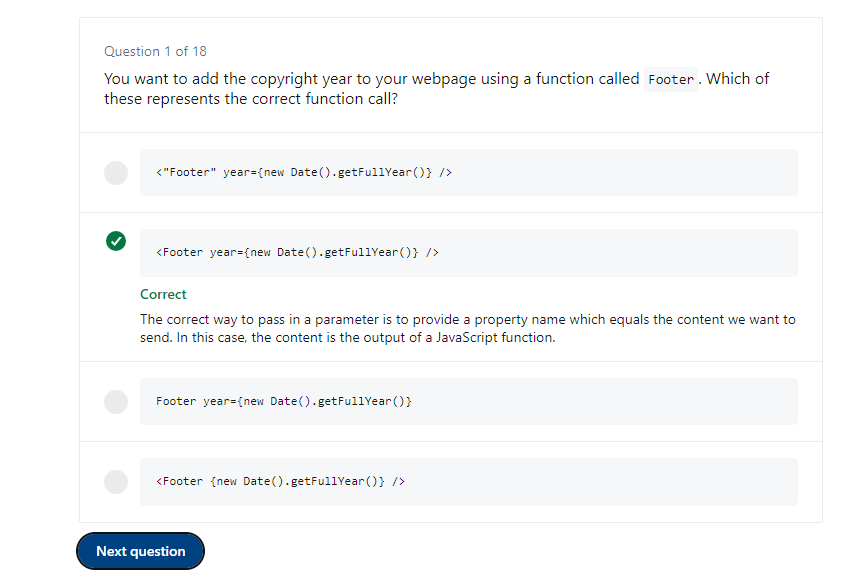 Question 1 of 18
You want to add the copyright year to your webpage using a function called Footer. Which of
these represents the correct function call?
<"Footer" year={new Date().getFullYear()} />
<Footer year={new Date().getFullYear()} />
Correct
The correct way to pass in a parameter is to provide a property name which equals the content we want to
send. In this case, the content is the output of a JavaScript function.
Footer year={new Date().getFullYear()}
<Footer {new Date().getFullYear()} />
Next question